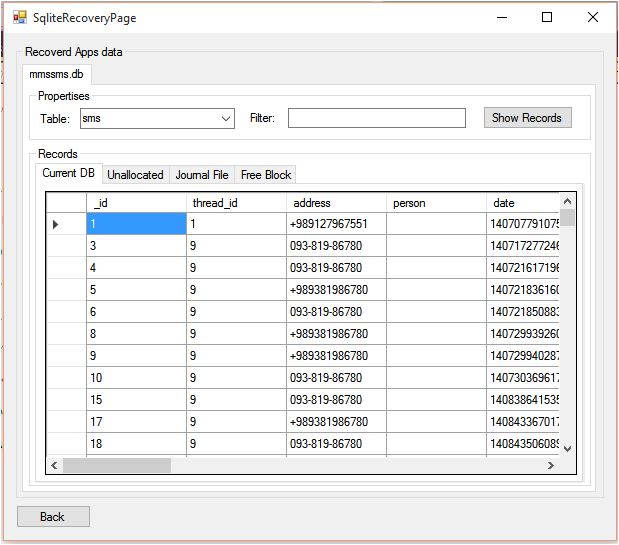 SqliteRecoveryPage
Recoverd Apps data
mmssms.db
Propertises
Table: sms Filter: Show Records
Records
Current DB Unallocated Journal File Free Block
_id thread_id address person date
1 1 +989127967551 140707791075
3 9 093-819-86780 140717277246
4 9 093-819-86780 140721617196
5 9 +989381986780 140721836160
6 9 093-819-86780 140721850883
8 9 +989381986780 140729939260
9 9 +989381986780 140729940287
10 9 093-819-86780 140730369617
15 9 093-819-86780 140838641535
17 9 +989381986780 140843367017
18 9 093-819-86780 140843506089
Back